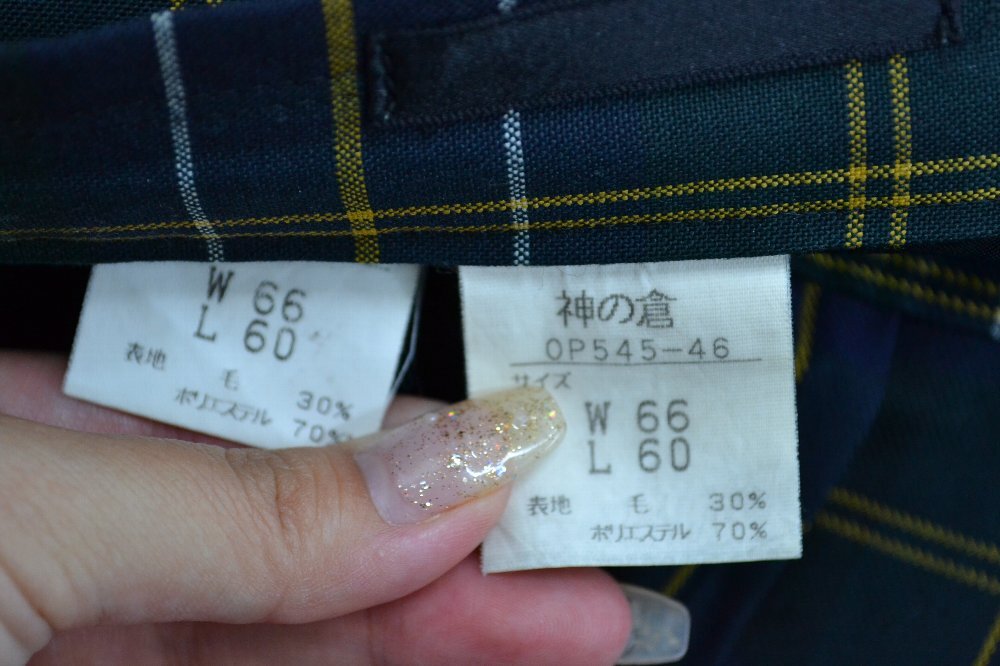 W 66
L 60
表地
毛 30%
ポリエステル 70%
神の倉
OP545-46
サイズ
W 66
L 60
表地 毛 30%
ポリエステル 70%